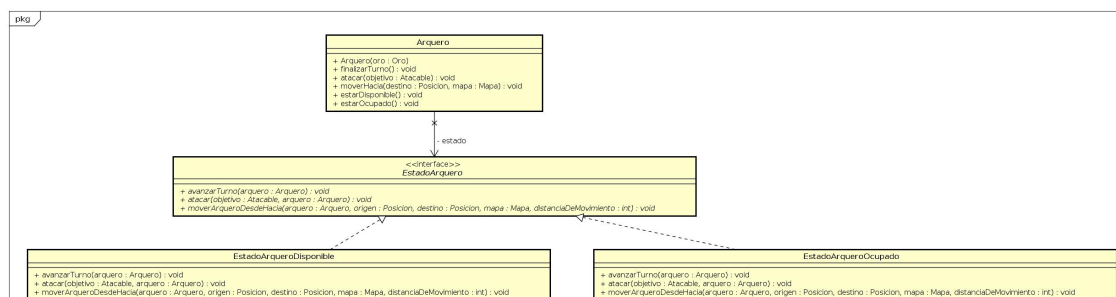 pkg
Arquero
+ Arquero(oro : Oro)
+ finalizarTurno() : void
+ atacar(objetivo : Atacable) : void
+ moverHacia(destino : Posicion, mapa : Mapa) : void
+ estarDisponible() : void
+ estarOcupado() : void
- estado
<<interface>>
EstadoArquero
+ avanzarTurno(arquero : Arquero) : void
+ atacar(objetivo : Atacable, arquero : Arquero) : void
+ moverArqueroDesdeHacia(arquero : Arquero, origen : Posicion, destino : Posicion, mapa : Mapa, distanciaDeMovimiento : int) : void
EstadoArqueroDisponible
+ avanzarTurno(arquero : Arquero) : void
+ atacar(objetivo : Atacable, arquero : Arquero) : void
+ moverArqueroDesdeHacia(arquero : Arquero, origen : Posicion, destino : Posicion, mapa : Mapa, distanciaDeMovimiento : int) : void
EstadoArqueroOcupado
+ avanzarTurno(arquero : Arquero) : void
+ atacar(objetivo : Atacable, arquero : Arquero) : void
+ moverArqueroDesdeHacia(arquero : Arquero, origen : Posicion, destino : Posicion, mapa : Mapa, distanciaDeMovimiento : int) : void